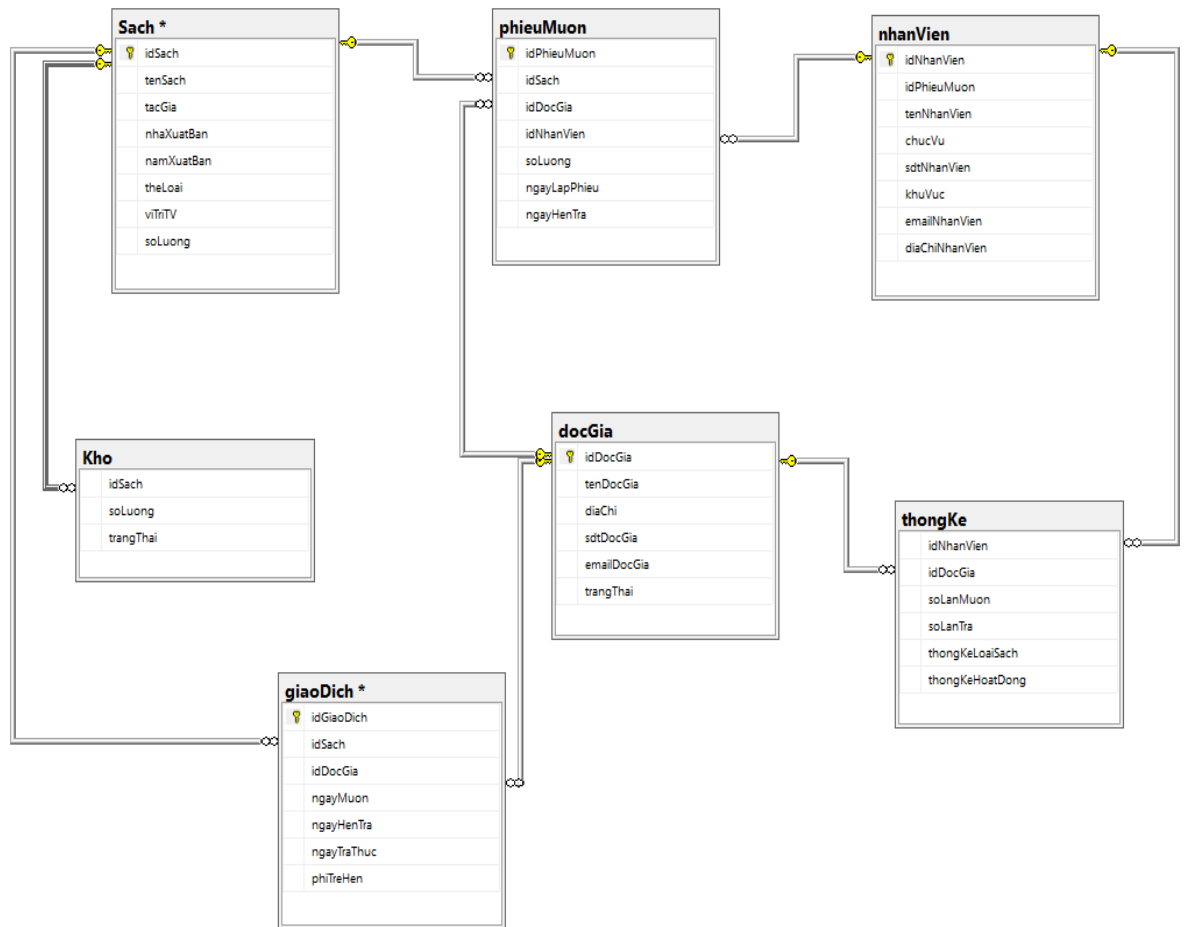 Sach *
idSach
tenSach
tacGia
nhaXuatBan
namXuatBan
theLoai
viTriTV
soLuong
phieuMuon
idPhieuMuon
idSach
idDocGia
idNhanVien
soLuong
ngayLapPhieu
ngayHenTra
nhanVien
idNhanVien
idPhieuMuon
tenNhanVien
chucVu
sdtNhanVien
khuVuc
emailNhanVien
diaChiNhanVien
Kho
idSach
soLuong
trangThai
docGia
idDocGia
tenDocGia
diaChi
sdtDocGia
emailDocGia
trangThai
thongKe
idNhanVien
idDocGia
soLanMuon
soLanTra
thongKeLoaiSach
thongKeHoatDong
giaoDich *
idGiaoDich
idSach
idDocGia
ngayMuon
ngayHenTra
ngayTraThuc
phiTreHen